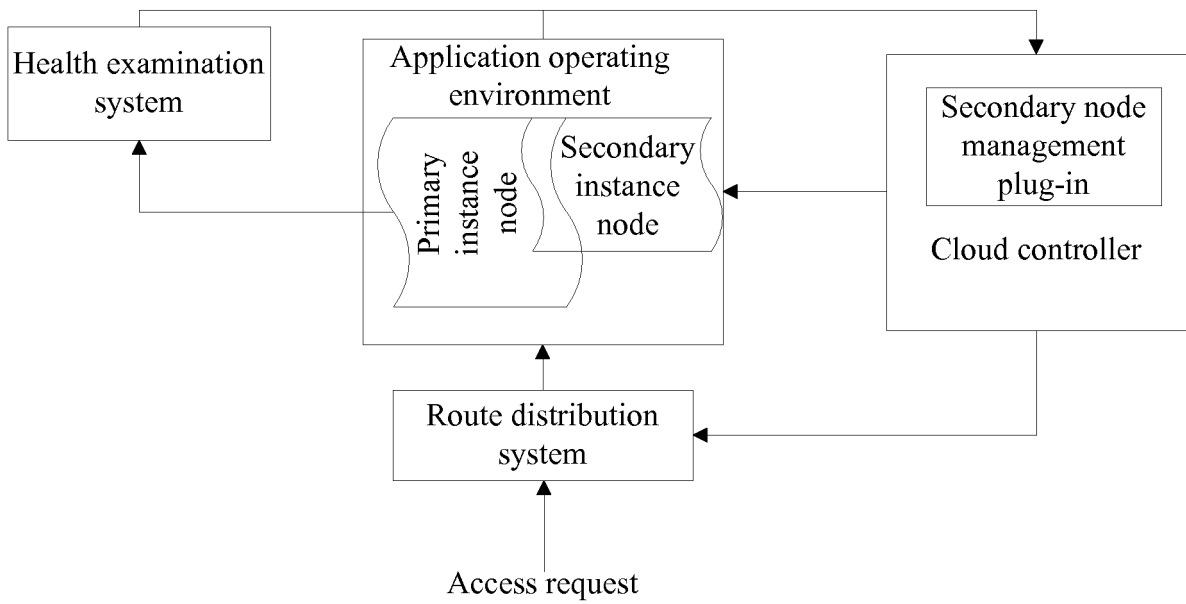 Health examination
system
Application operating
environment
Primary
instance
node
Secondary
instance
node
Secondary node
management
plug-in
Cloud controller
Route distribution
system
Access request